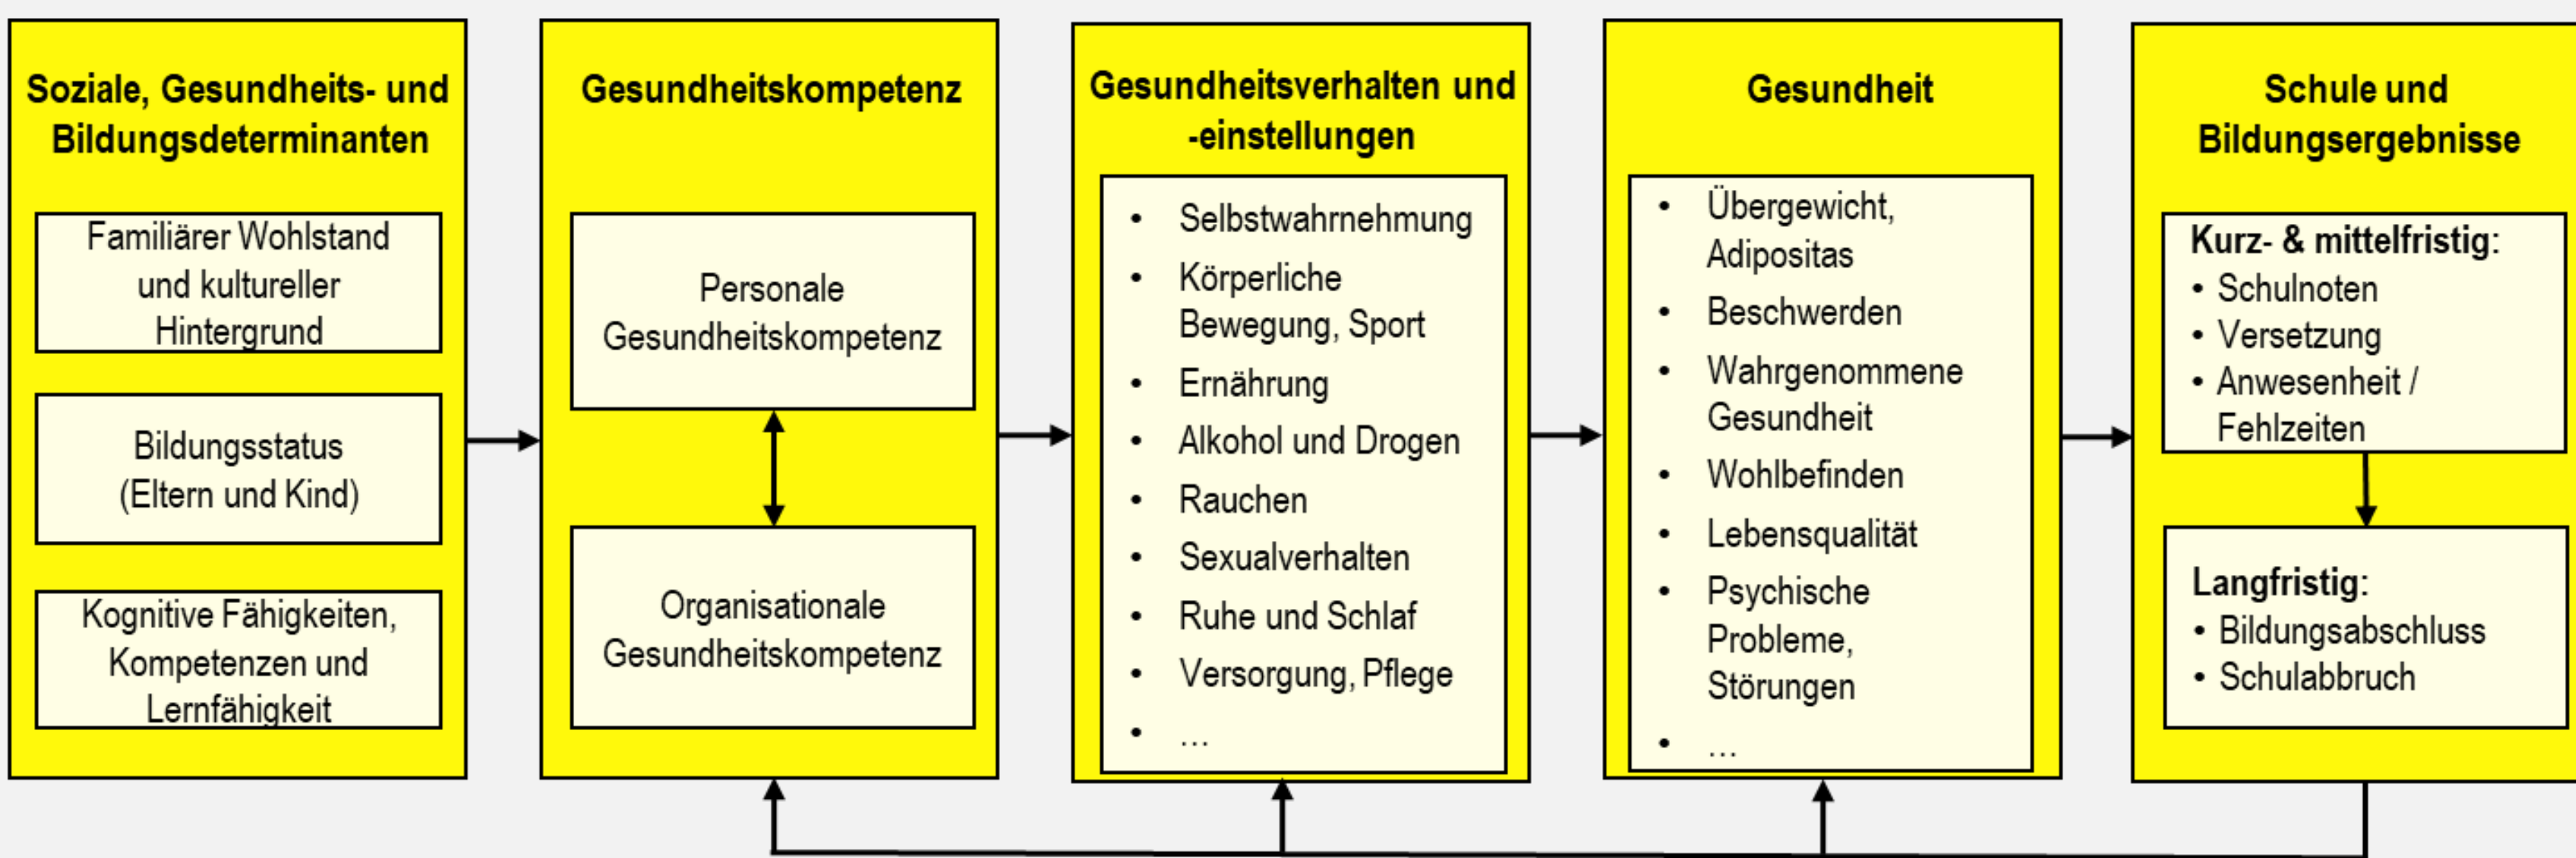 Soziale, Gesundheits- und
Bildungsdeterminanten
Familiärer Wohlstand
und kultureller
Hintergrund
Bildungsstatus
(Eltern und Kind)
Kognitive Fähigkeiten,
Kompetenzen und
Lernfähigkeit
Gesundheitskompetenz
Personale
Gesundheitskompetenz
Organisationale
Gesundheitskompetenz
Gesundheitsverhalten und
-einstellungen
• Selbstwahrnehmung
• Körperliche
Bewegung, Sport
• Ernährung
• Alkohol und Drogen
• Rauchen
• Sexualverhalten
• Ruhe und Schlaf
• Versorgung, Pflege
• ...
Gesundheit
• Übergewicht,
Adipositas
• Beschwerden
• Wahrgenommene
Gesundheit
• Wohlbefinden
• Lebensqualität
• Psychische
Probleme,
Störungen
• ...
Schule und
Bildungsergebnisse
Kurz- & mittelfristig:
• Schulnoten
• Versetzung
• Anwesenheit /
Fehlzeiten
Langfristig:
• Bildungsabschluss
• Schulabbruch